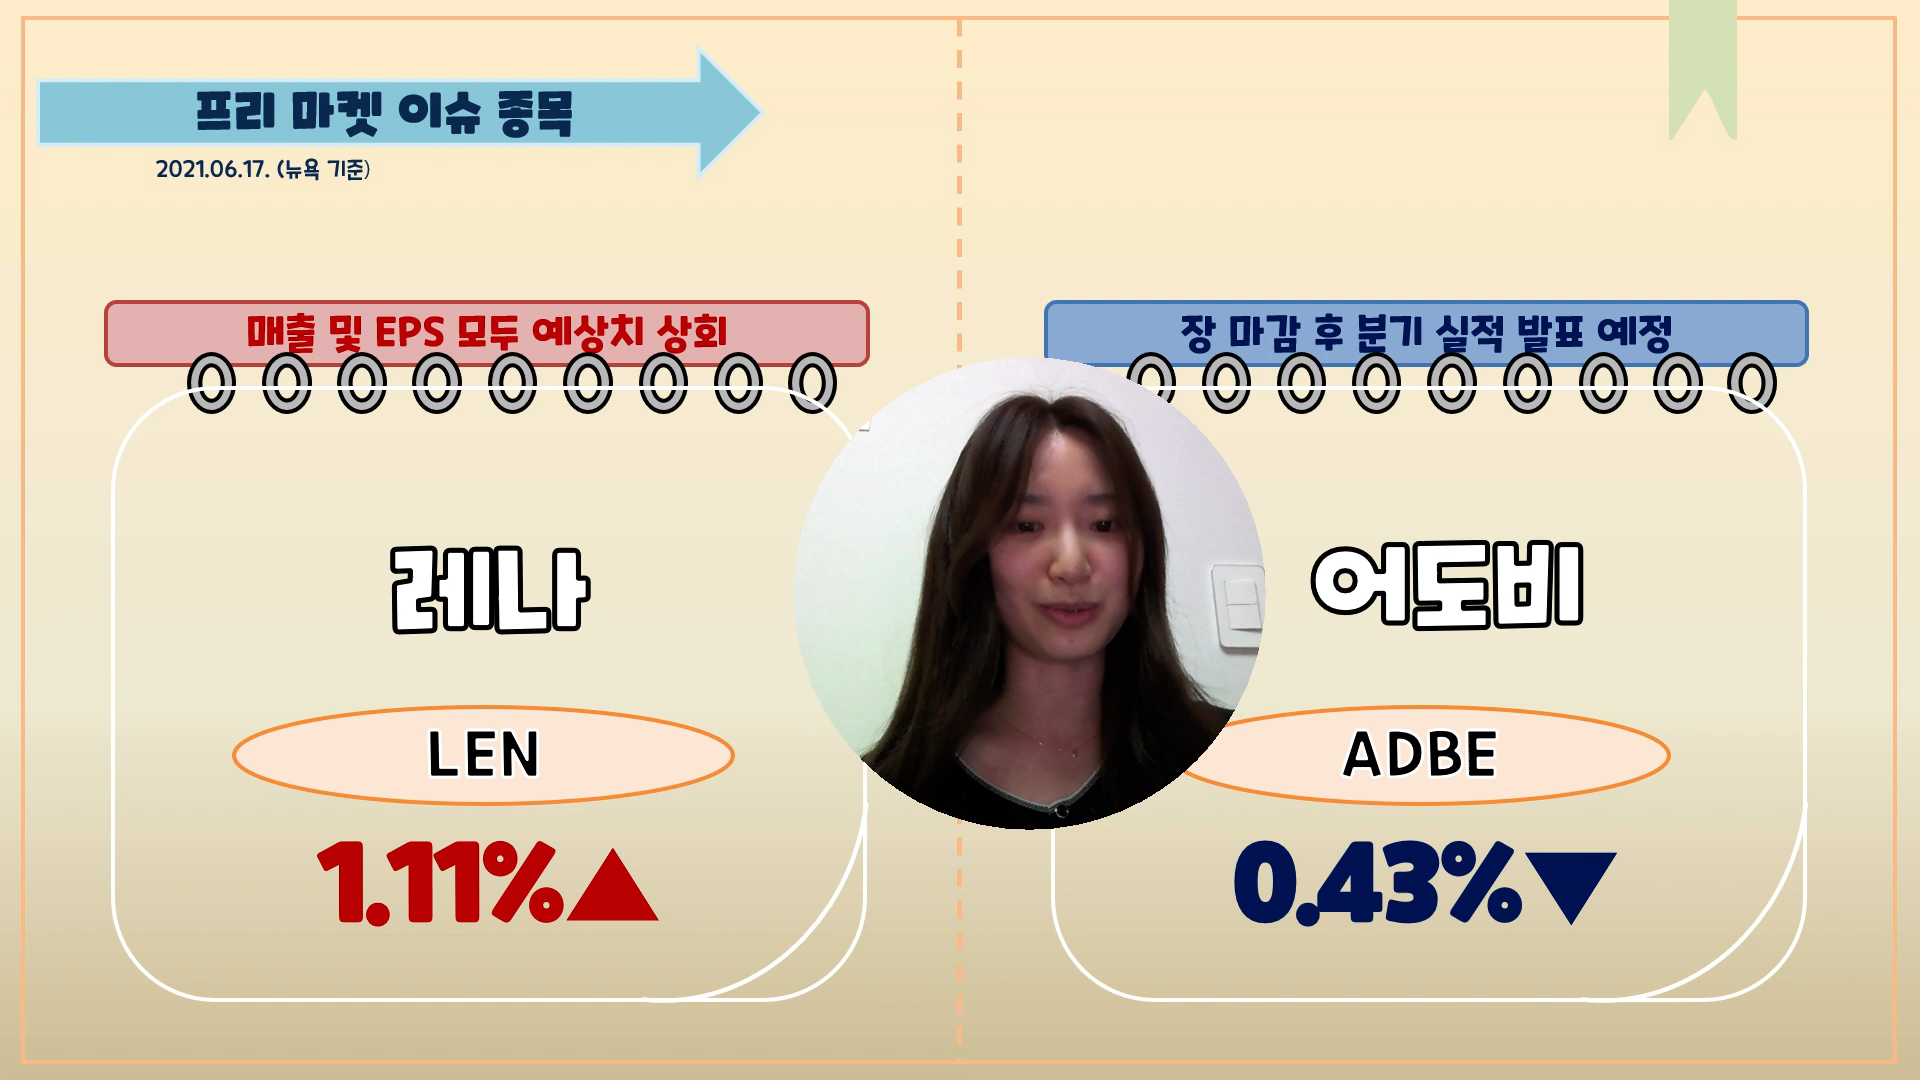 프리 마켓 이슈 종목
2021.06.17. (뉴욕 기준)
매출 및 EPS 모두 예상치 상회
레나
LEN
1.11%▲
장 마감 후 분기 실적 발표 예정
어도비
ADBE
0.43%▼